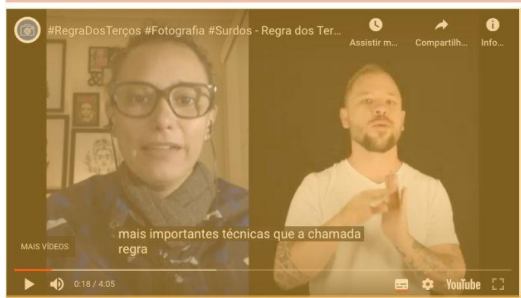 #RegraDosTerços #Fotografia #Surdos - Regra dos Ter...
Assistir m...
Compartilh...
Info...
mais importantes técnicas que a chamada
regra
MAIS VÍDEOS
0:18 / 4:05
YouTube